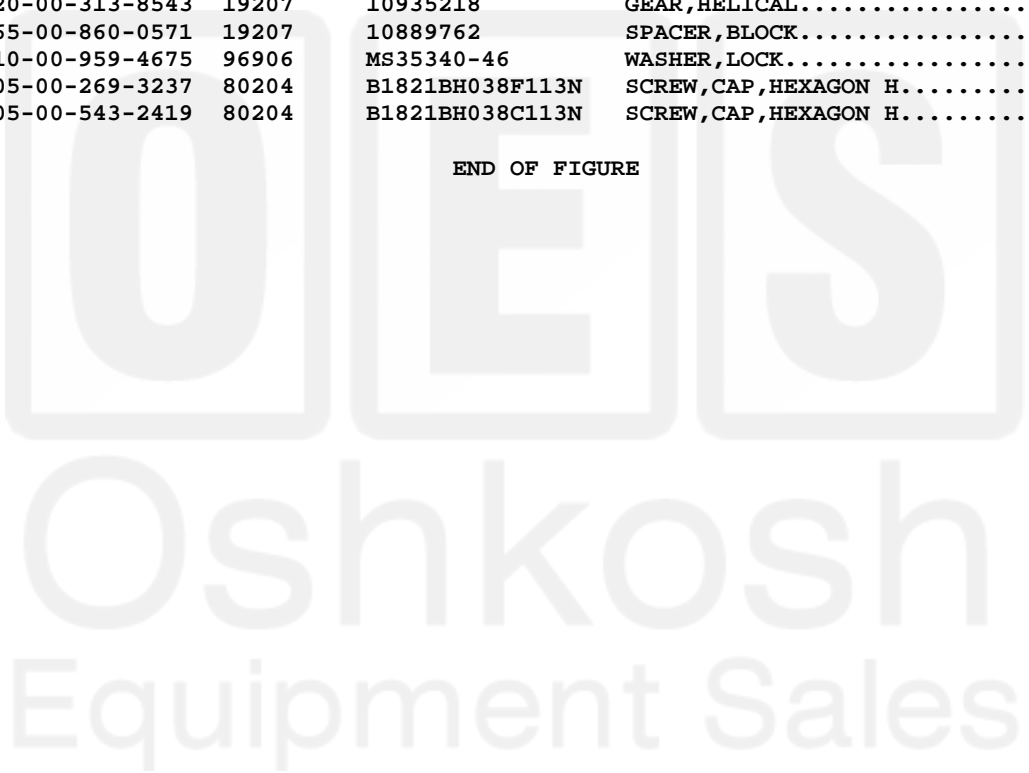 20-00-313-8543 19207 10935218 GEAR,HELICAL................
65-00-860-0571 19207 10889762 SPACER,BLOCK................
10-00-959-4675 96906 MS35340-46 WASHER,LOCK.................
05-00-269-3237 80204 B1821BH038F113N SCREW,CAP,HEXAGON H.........
05-00-543-2419 80204 B1821BH038C113N SCREW,CAP,HEXAGON H.........
END OF FIGURE
OES
Oshkosh
Equipment Sales